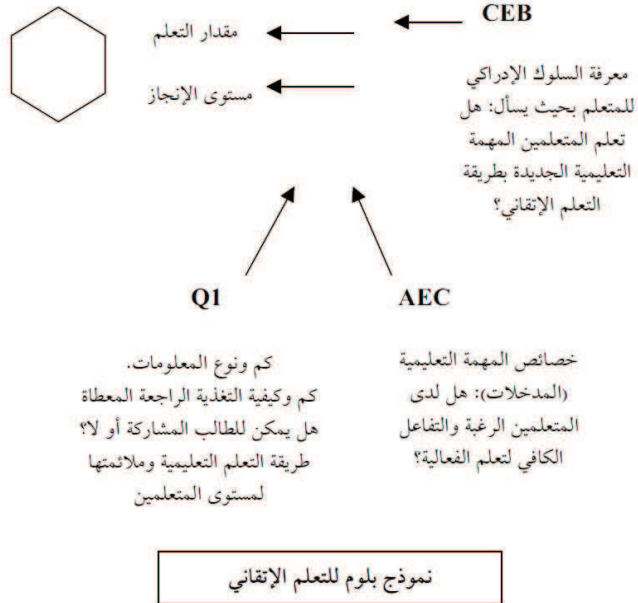 CEB
معرفة السلوك الإدراكي
للمتعلم بحيث يسأل: هل
تعلم المتعلمين المهمة
التعليمية الجديدة بطريقة
التعلم الإتقاني؟
مقدار التعلم
مستوى الإنجاز
AEC
خصائص المهمة التعليمية
(المدخلات): هل لدى
المتعلمين الرغبة والتفاعل
الكافي لتعلم الفعالية؟
Q1
كم ونوع المعلومات.
كم وكيفية التغذية الراجعة المعطاة
هل يمكن للطالب المشاركة أو لا؟
طريقة التعلم التعليمية وملائمتها
لمستوى المتعلمين
نموذج بلوم للتعلم الإتقاني